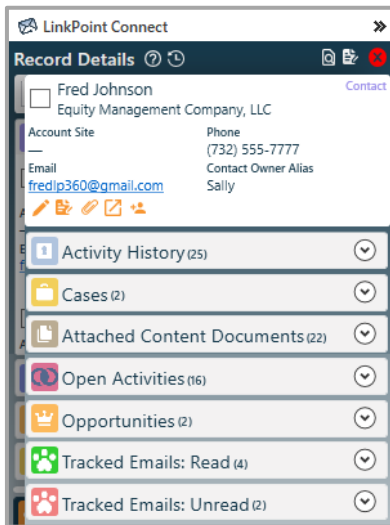 LinkPoint Connect
Record Details
Fred Johnson
Contact
Equity Management Company, LLC
Account Site Phone
— (732) 555-7777
Email Contact Owner Alias
fredlp360@gmail.com Sally
Activity History (25)
Cases (2)
Attached Content Documents (22)
Open Activities (16)
Opportunities (2)
Tracked Emails: Read (4)
Tracked Emails: Unread (2)